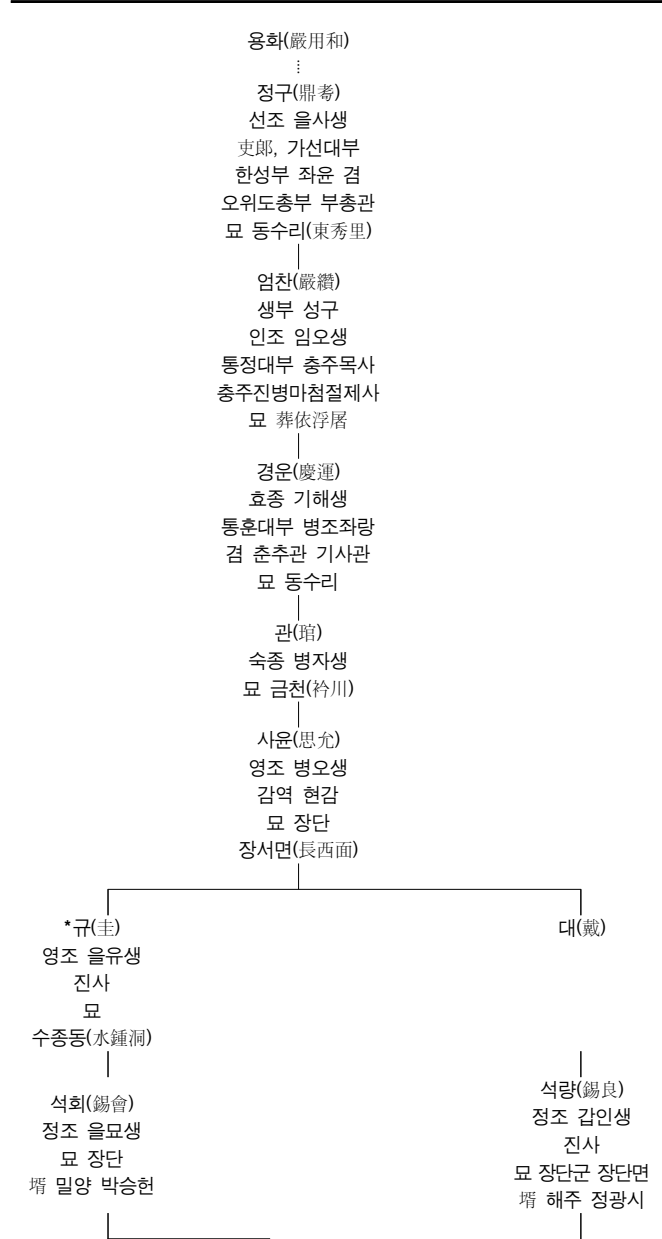 용화(嚴用和)
⁝
정구(鼎耉)
선조 을사생
吏郞, 가선대부
한성부 좌윤 겸
오위도총부 부총관
묘 동수리(東秀里)
엄찬(嚴纘)
생부 성구
인조 임오생
통정대부 충주목사
충주진병마첨절제사
묘 葬依浮屠
경운(慶運)
효종 기해생
통훈대부 병조좌랑
겸 춘추관 기사관
묘 동수리
관(琯)
숙종 병자생
묘 금천(衿川)
사윤(思允)
영조 병오생
감역 현감
묘 장단
장서면(長西面)
*규(圭)
영조 을유생
진사
묘
수종동(水鍾洞)
석회(錫會)
정조 을묘생
묘 장단
壻 밀양 박승헌
대(戴)
석량(錫良)
정조 갑인생
진사
묘 장단군 장단면
壻 해주 정광시